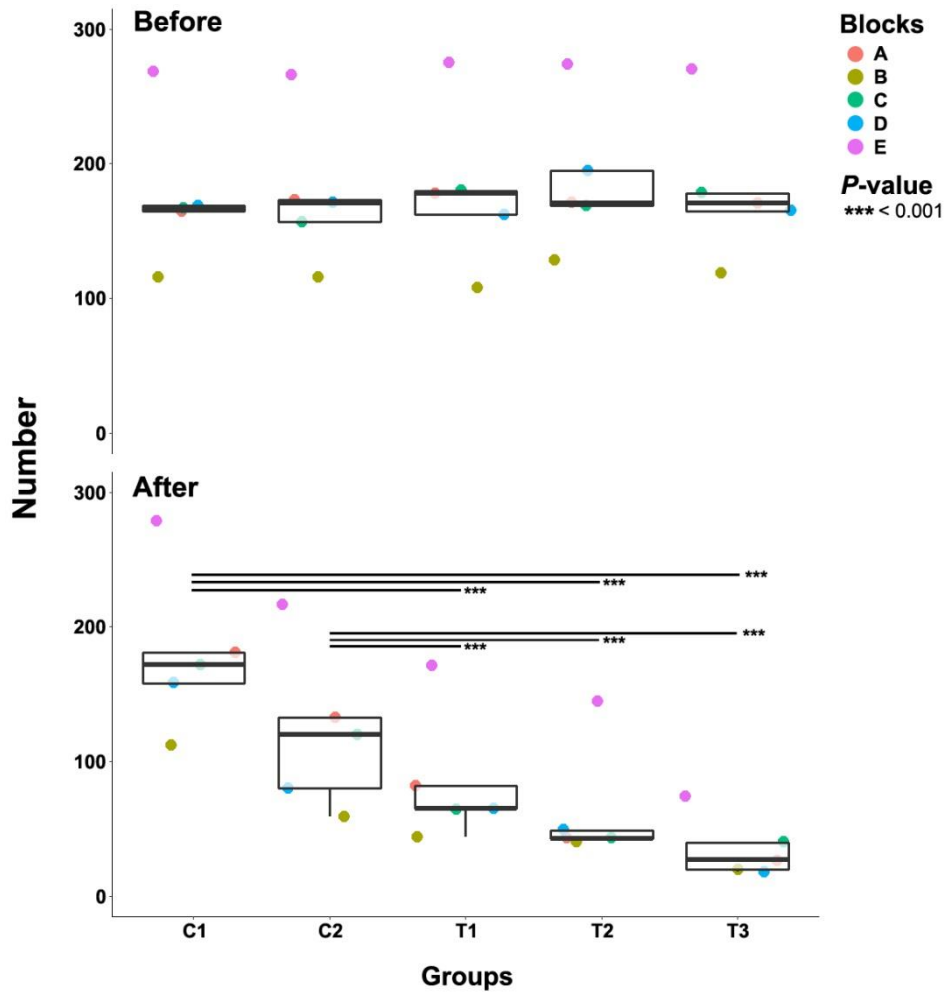 Before
300
200
100
0
Number
After
300
200
100
0
***
***
***
***
***
***
C1 C2 T1 T2 T3
Groups
Blocks
A
B
C
D
E
P-value
*** < 0.001